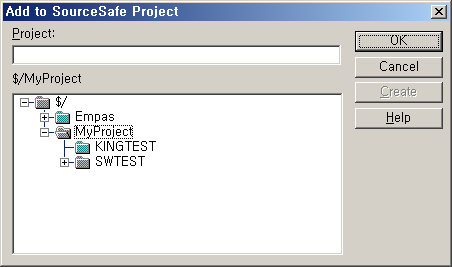 Add to SourceSafe Project
Project:
OK
Cancel
$/MyProject
Create
Help
$/
Empas
MyProject
KINGTEST
SWTEST